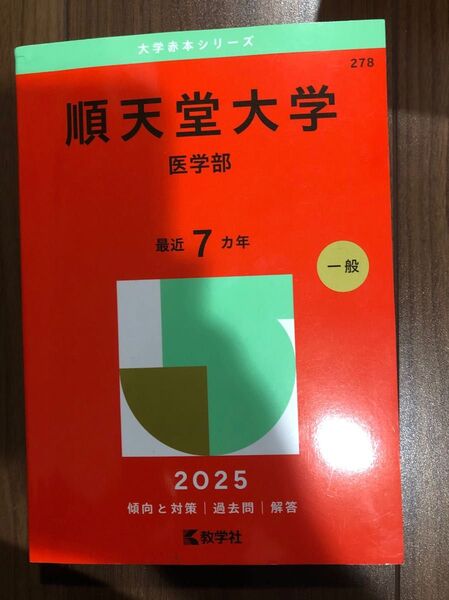 大学赤本シリーズ
278
順天堂大学
医学部
最近 7 カ年
一般
2025
傾向と対策｜過去問｜解答
教学社